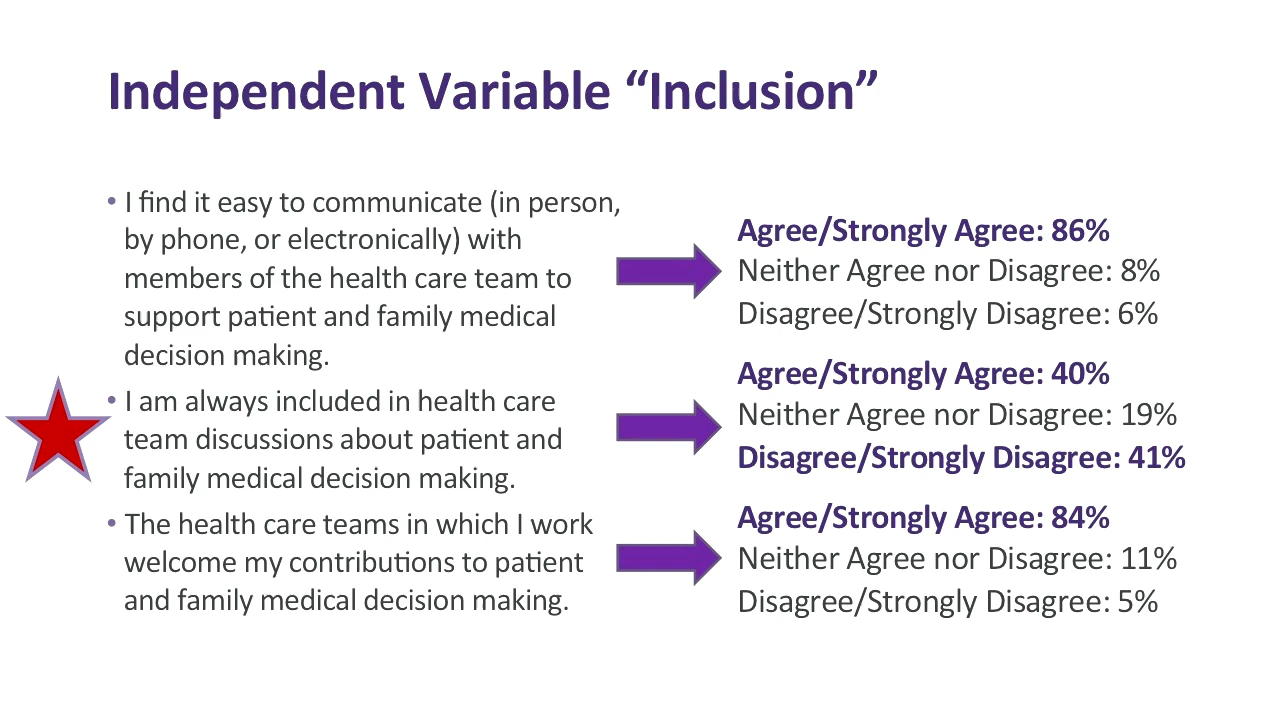 Independent Variable “Inclusion”
• I find it easy to communicate (in person,
by phone, or electronically) with
members of the health care team to
support patient and family medical
decision making.
Agree/Strongly Agree: 86%
Neither Agree nor Disagree: 8%
Disagree/Strongly Disagree: 6%
• I am always included in health care
team discussions about patient and
family medical decision making.
Agree/Strongly Agree: 40%
Neither Agree nor Disagree: 19%
Disagree/Strongly Disagree: 41%
• The health care teams in which I work
welcome my contributions to patient
and family medical decision making.
Agree/Strongly Agree: 84%
Neither Agree nor Disagree: 11%
Disagree/Strongly Disagree: 5%